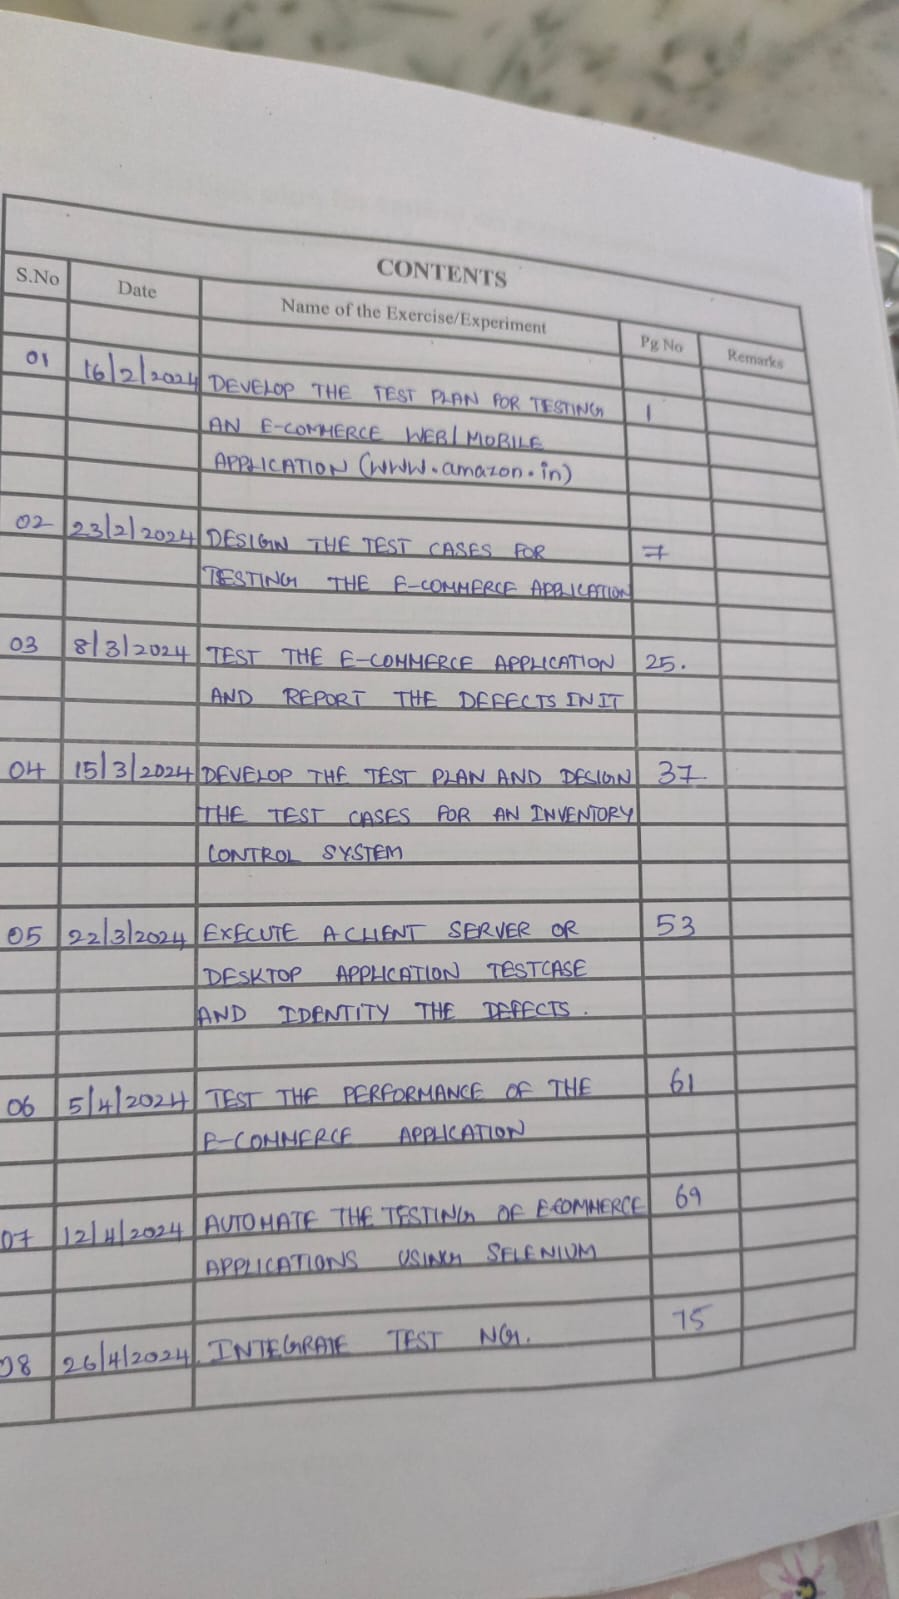 CONTENTS
S.No Date Name of the Exercise/Experiment Pg No Remarks
01 16/2/2024 DEVELOP THE TEST PLAN FOR TESTING 1
AN E-COMMERCE WEB/MOBILE
APPLICATION (WWW.amazon.in)
02 23/2/2024 DESIGN THE TEST CASES FOR 7
TESTING THE E-COMMERCE APPLICATION
03 8/3/2024 TEST THE E-COMMERCE APPLICATION 25.
AND REPORT THE DEFECTS IN IT
04 15/3/2024 DEVELOP THE TEST PLAN AND DESIGN 37
THE TEST CASES FOR AN INVENTORY
CONTROL SYSTEM
05 22/3/2024 EXECUTE A CLIENT SERVER OR 53
DESKTOP APPLICATION TESTCASE
AND IDENTITY THE DEFECTS.
06 5/4/2024 TEST THE PERFORMANCE OF THE 61
E-COMMERCE APPLICATION
07 12/4/2024 AUTOMATE THE TESTING OF E-COMMERCE 69
APPLICATIONS USING SELENIUM
08 26/4/2024. INTEGRATE TEST NG. 75